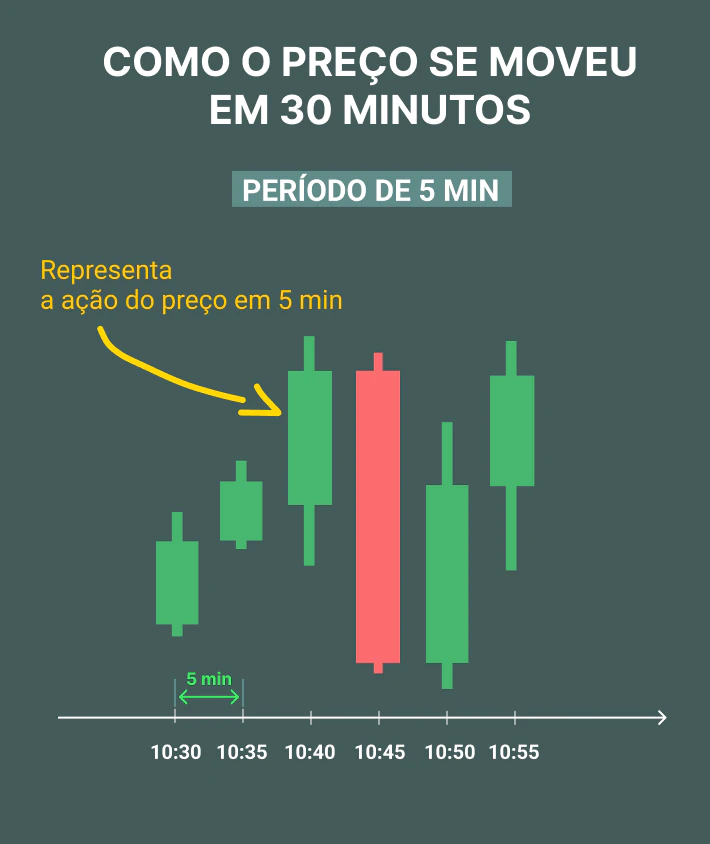 COMO O PREÇO SE MOVEU
EM 30 MINUTOS
PERÍODO DE 5 MIN
Representa
a ação do preço em 5 min
5 min
10:30 10:35 10:40 10:45 10:50 10:55